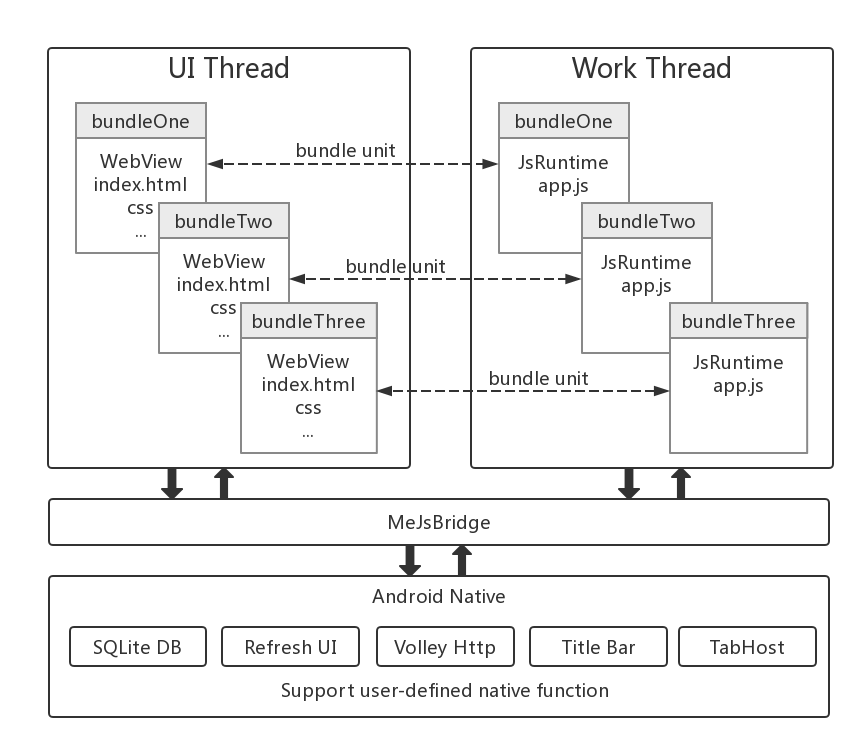 UI Thread
bundleOne
WebView
index.html
css
...
bundleTwo
WebView
index.html
css
...
bundleThree
WebView
index.html
css
...
bundle unit
bundle unit
bundle unit
Work Thread
bundleOne
JsRuntime
app.js
bundleTwo
JsRuntime
app.js
bundleThree
JsRuntime
app.js
MeJsBridge
Android Native
SQLite DB
Refresh UI
Volley Http
Title Bar
TabHost
Support user-defined native function